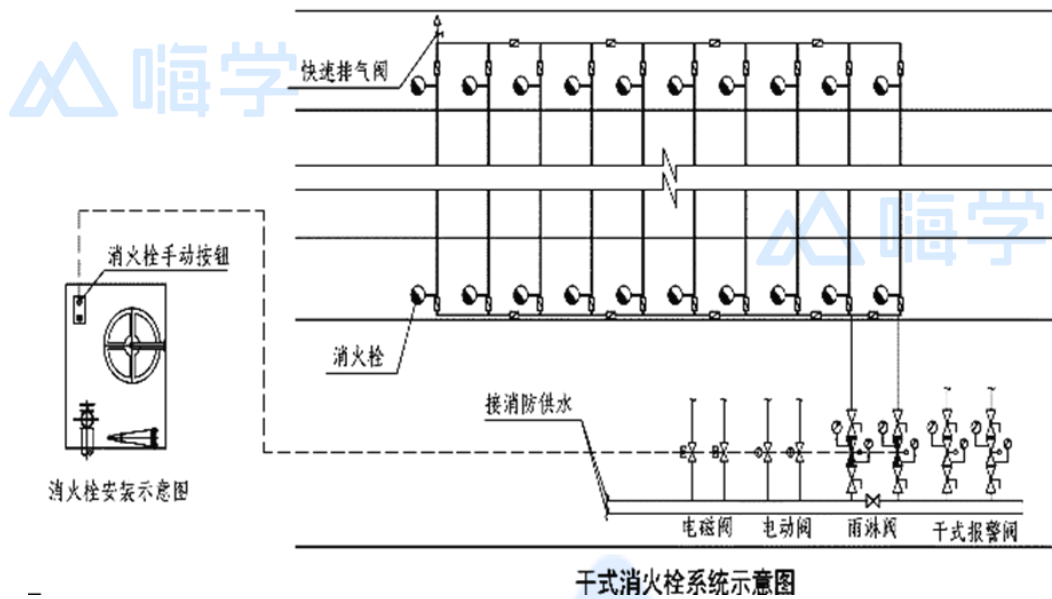 嗨学
快速排气阀
嗨学
消火栓手动按钮
消火栓
接消防供水
E
消火栓安装示意图
电磁阀
电动阀
雨淋阀
干式报警阀
干式消火栓系统示意图